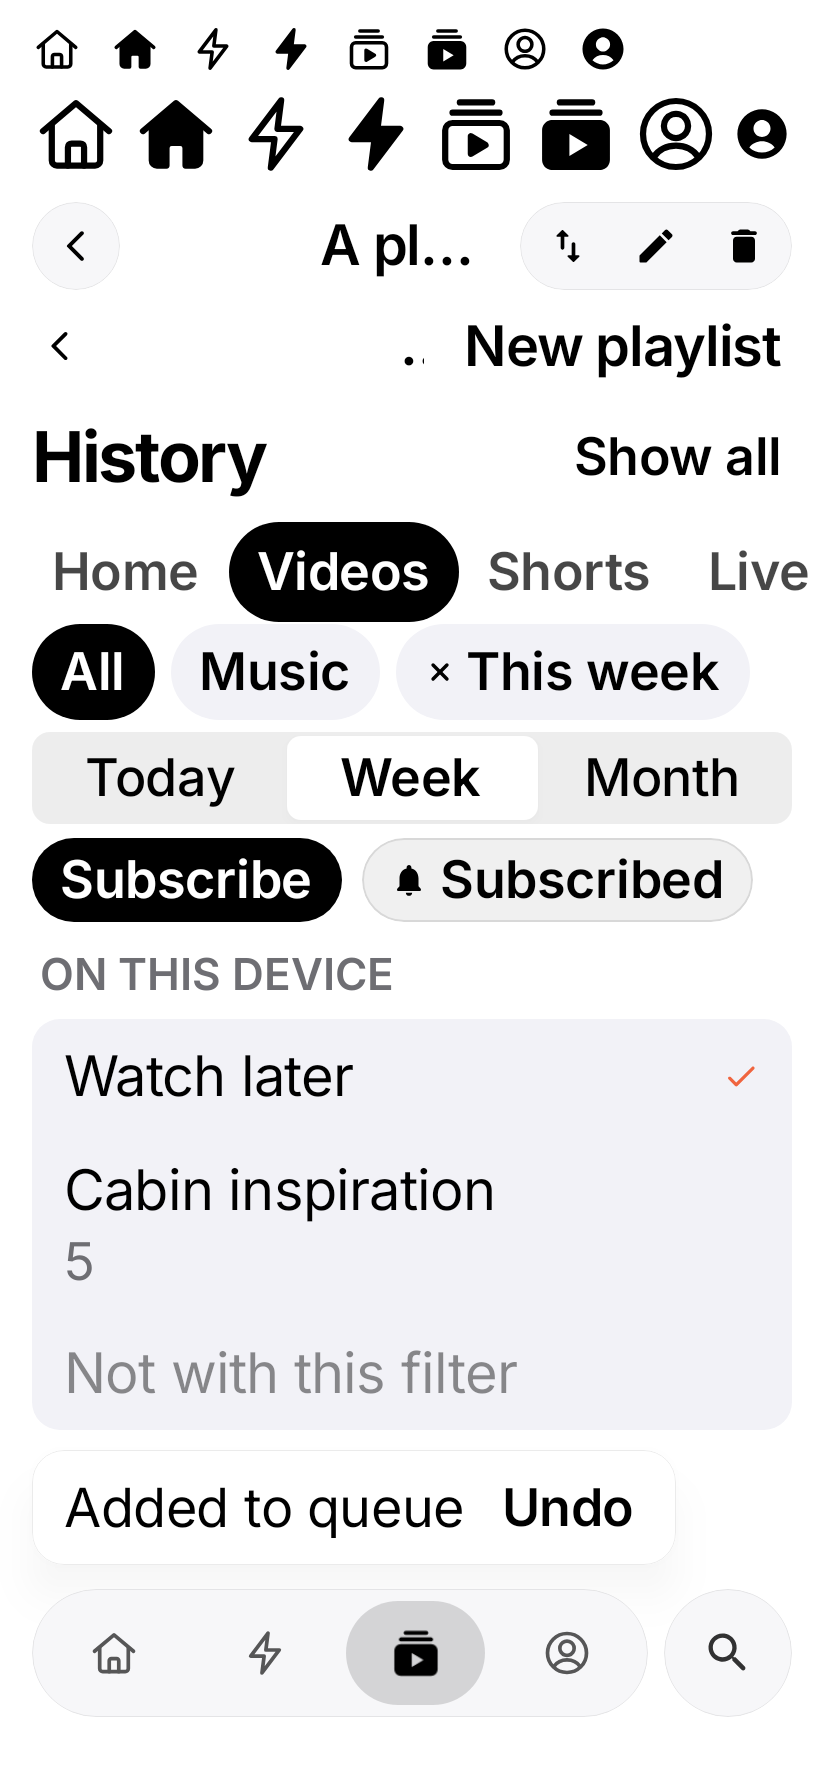 A pl...
.. New playlist
History Show all
Home Videos Shorts Live
All Music × This week
Today Week Month
Subscribe Subscribed
ON THIS DEVICE
Watch later
Cabin inspiration
5
Not with this filter
Added to queue Undo